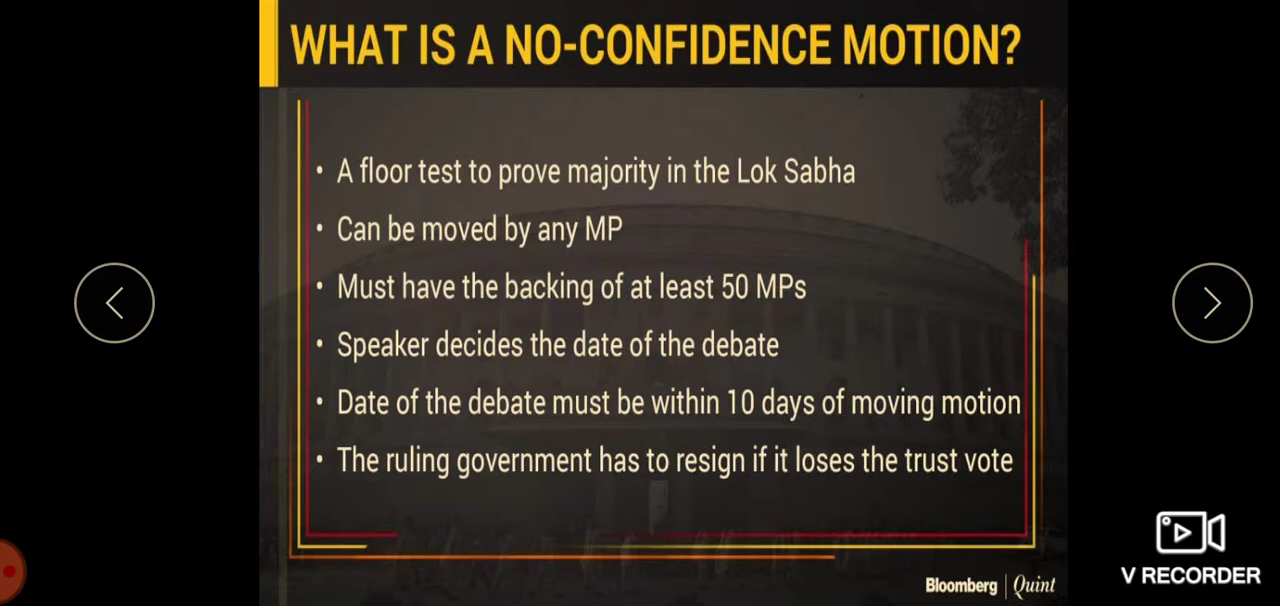 WHAT IS A NO-CONFIDENCE MOTION?
• A floor test to prove majority in the Lok Sabha
• Can be moved by any MP
• Must have the backing of at least 50 MPs
• Speaker decides the date of the debate
• Date of the debate must be within 10 days of moving motion
• The ruling government has to resign if it loses the trust vote
Bloomberg | Quint
V RECORDER